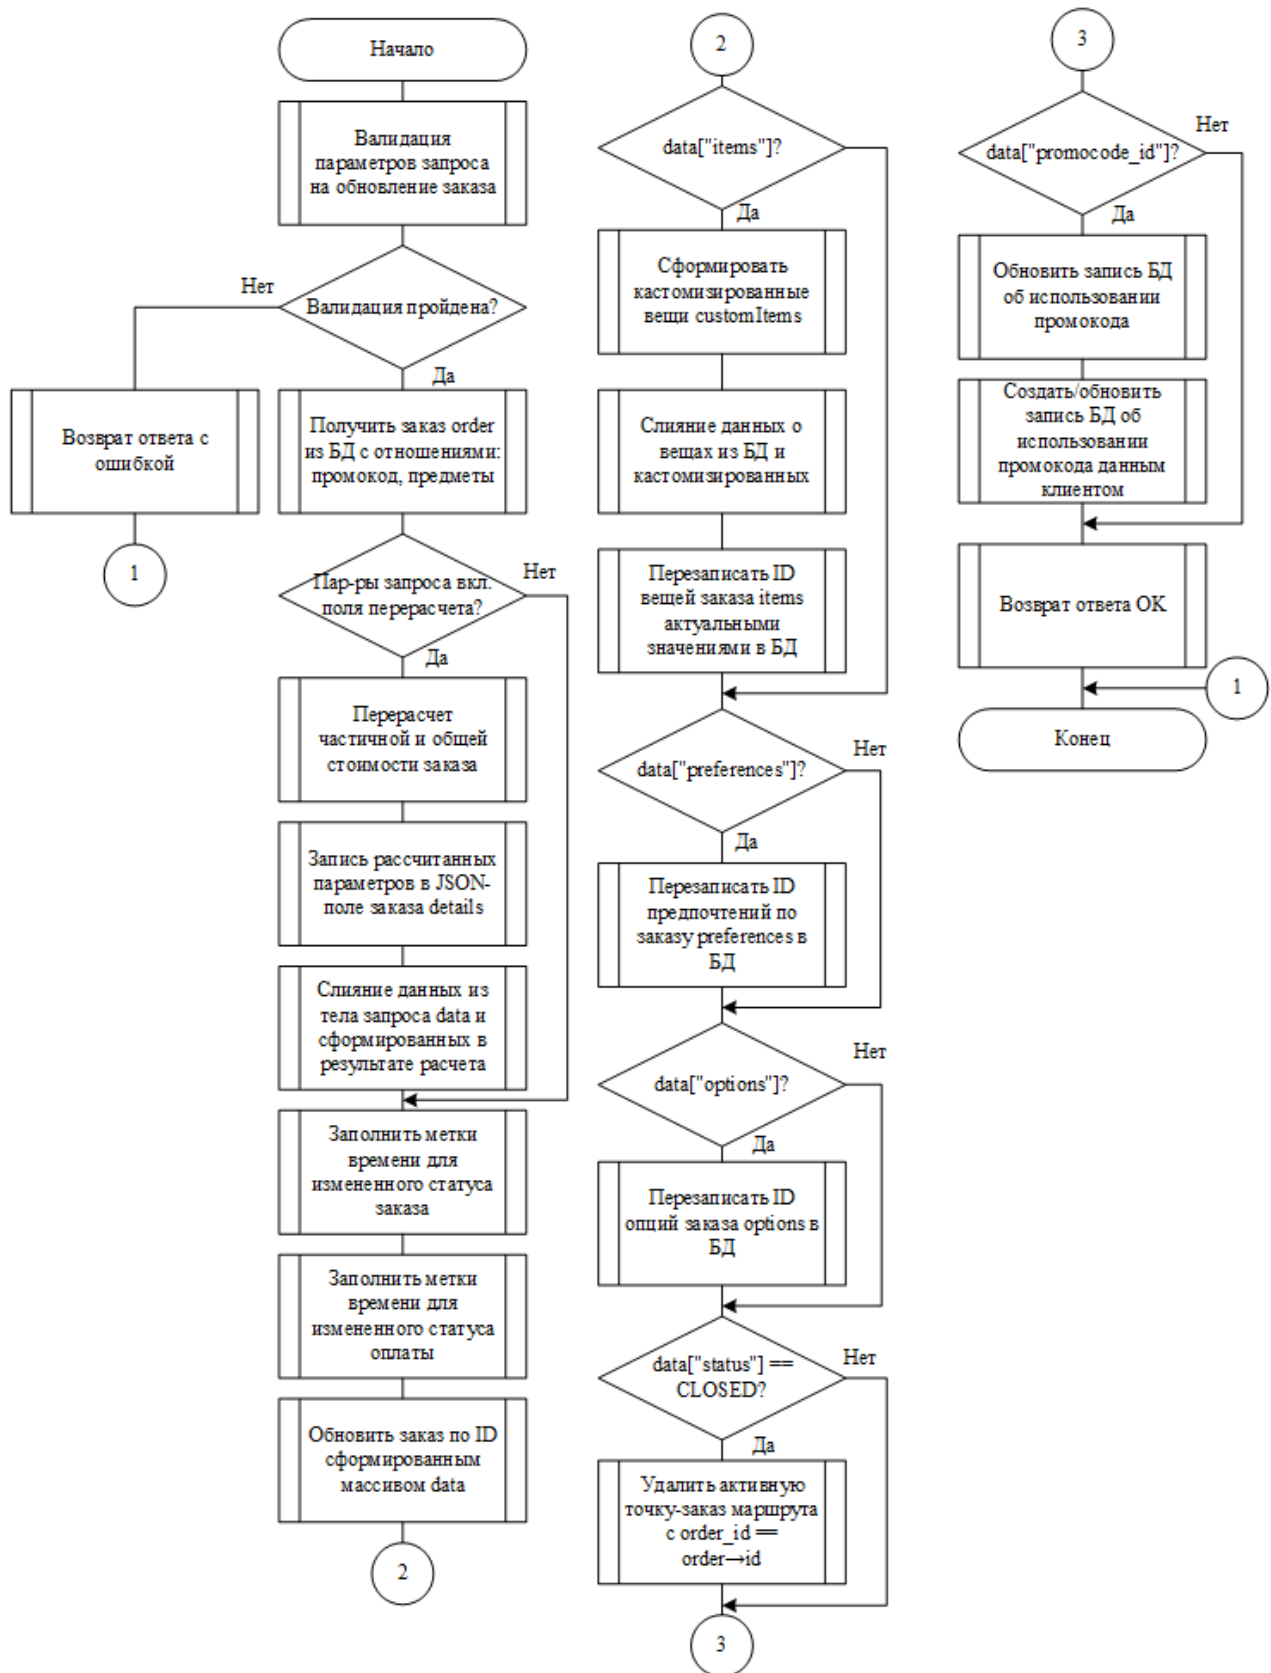 Начало
Валидация
параметров запроса
на обновление заказа
Валидация пройдена?
Нет
Да
Возврат ответа с
ошибкой
1
Получить заказ order
из БД с отношениями:
промокод, предметы
Пар-ры запроса вкл.
поля перерасчета?
Нет
Да
Перерасчет
частичной и общей
стоимости заказа
Запись рассчитанных
параметров в JSON-
поле заказа details
Слияние данных из
тела запроса data и
сформированных в
результате расчета
Заполнить метки
времени для
измененного статуса
заказа
Заполнить метки
времени для
измененного статуса
оплаты
Обновить заказ по ID
сформированным
массивом data
2
2
data["items"]?
Да
Сформировать
кастомизированные
вещи customItems
Слияние данных о
вещах из БД и
кастомизированных
Перезаписать ID
вещей заказа items
актуальными
значениями в БД
data["preferences"]?
Нет
Да
Перезаписать ID
предпочтений по
заказу preferences в
БД
data["options"]?
Нет
Да
Перезаписать ID
опций заказа options в
БД
data["status"] ==
CLOSED?
Нет
Да
Удалить активную
точку-заказ маршрута
с order_id ==
order→id
3
3
data["promocode_id"]?
Нет
Да
Обновить запись БД
об использовании
промокода
Создать/обновить
запись БД об
использовании
промокода данным
клиентом
Возврат ответа OK
1
Конец